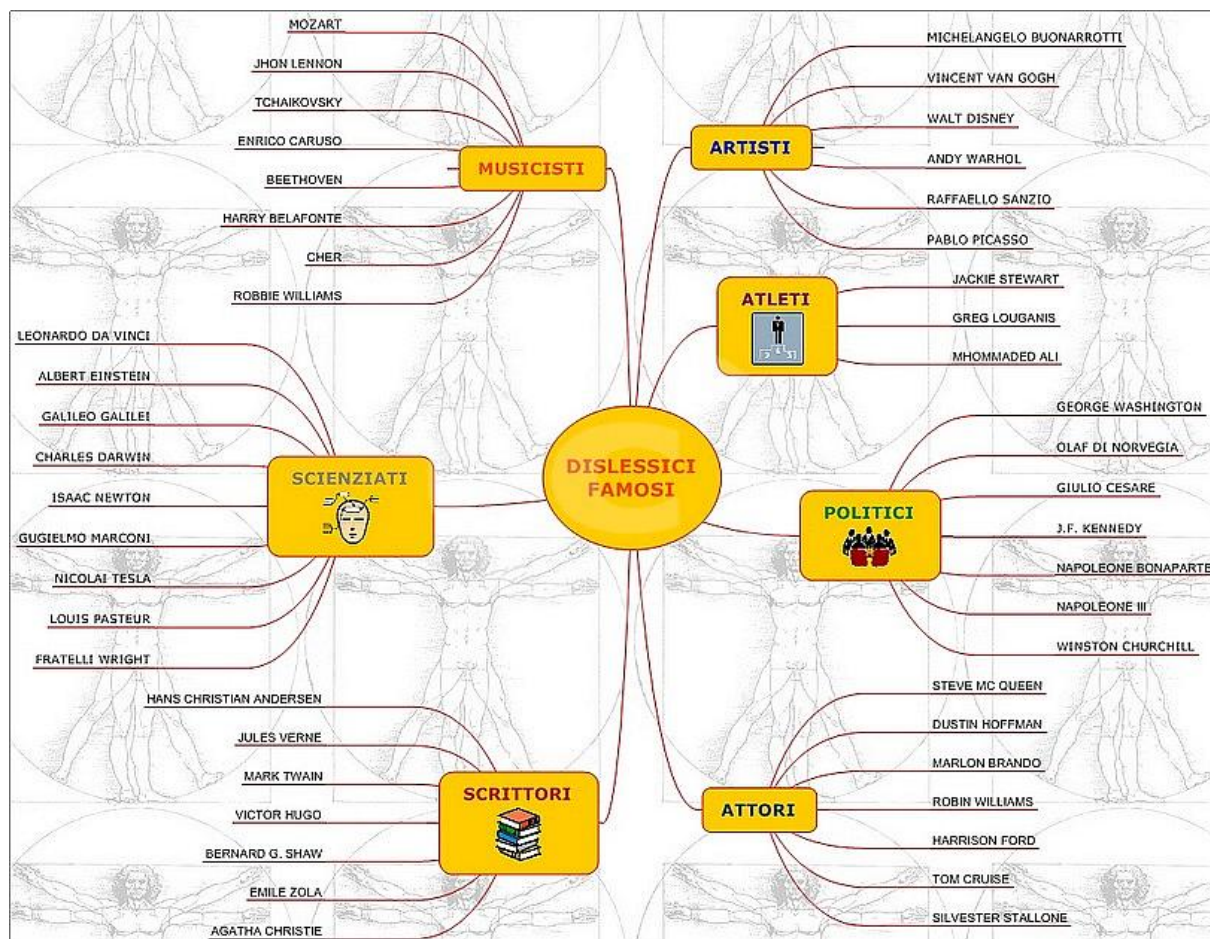 DISLESSICI
FAMOSI
MUSICISTI
MOZART
JHON LENNON
TCHAIKOVSKY
ENRICO CARUSO
BEETHOVEN
HARRY BELAFONTE
CHER
ROBBIE WILLIAMS
ARTISTI
MICHELANGELO BUONARROTTI
VINCENT VAN GOGH
WALT DISNEY
ANDY WARHOL
RAFFAELLO SANZIO
PABLO PICASSO
ATLETI
JACKIE STEWART
GREG LOUGANIS
MHOMMADED ALI
SCIENZIATI
LEONARDO DA VINCI
ALBERT EINSTEIN
GALILEO GALILEI
CHARLES DARWIN
ISAAC NEWTON
GUGIELMO MARCONI
NICOLAI TESLA
LOUIS PASTEUR
FRATELLI WRIGHT
POLITICI
GEORGE WASHINGTON
OLAF DI NORVEGIA
GIULIO CESARE
J.F. KENNEDY
NAPOLEONE BONAPARTE
NAPOLEONE III
WINSTON CHURCHILL
SCRITTORI
HANS CHRISTIAN ANDERSEN
JULES VERNE
MARK TWAIN
VICTOR HUGO
BERNARD G. SHAW
EMILE ZOLA
AGATHA CHRISTIE
ATTORI
STEVE MC QUEEN
DUSTIN HOFFMAN
MARLON BRANDO
ROBIN WILLIAMS
HARRISON FORD
TOM CRUISE
SILVESTER STALLONE